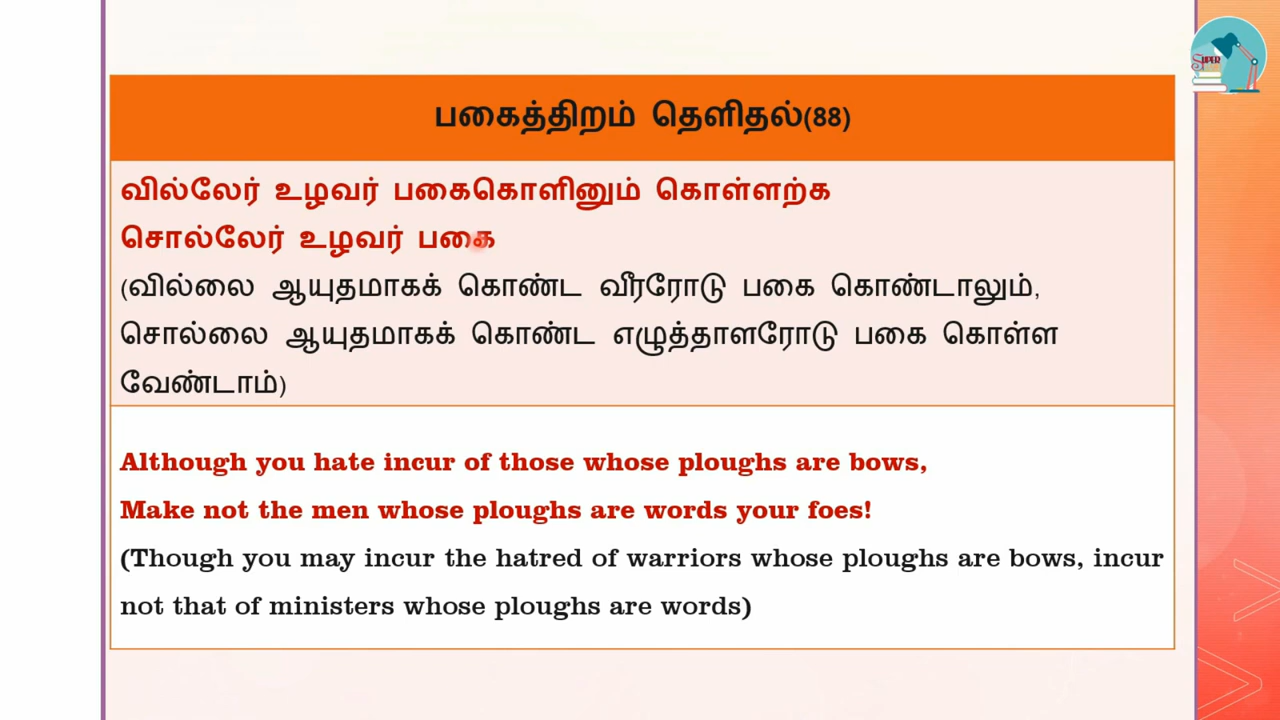 SUPER
பகைத்திறம் தெளிதல்(88)
வில்லேர் உழவர் பகைகொளினும் கொள்ளற்க
சொல்லேர் உழவர் பகை
(வில்லை ஆயுதமாகக் கொண்ட வீரரோடு பகை கொண்டாலும்,
சொல்லை ஆயுதமாகக் கொண்ட எழுத்தாளரோடு பகை கொள்ள
வேண்டாம்)
Although you hate incur of those whose ploughs are bows,
Make not the men whose ploughs are words your foes!
(Though you may incur the hatred of warriors whose ploughs are bows, incur
not that of ministers whose ploughs are words)